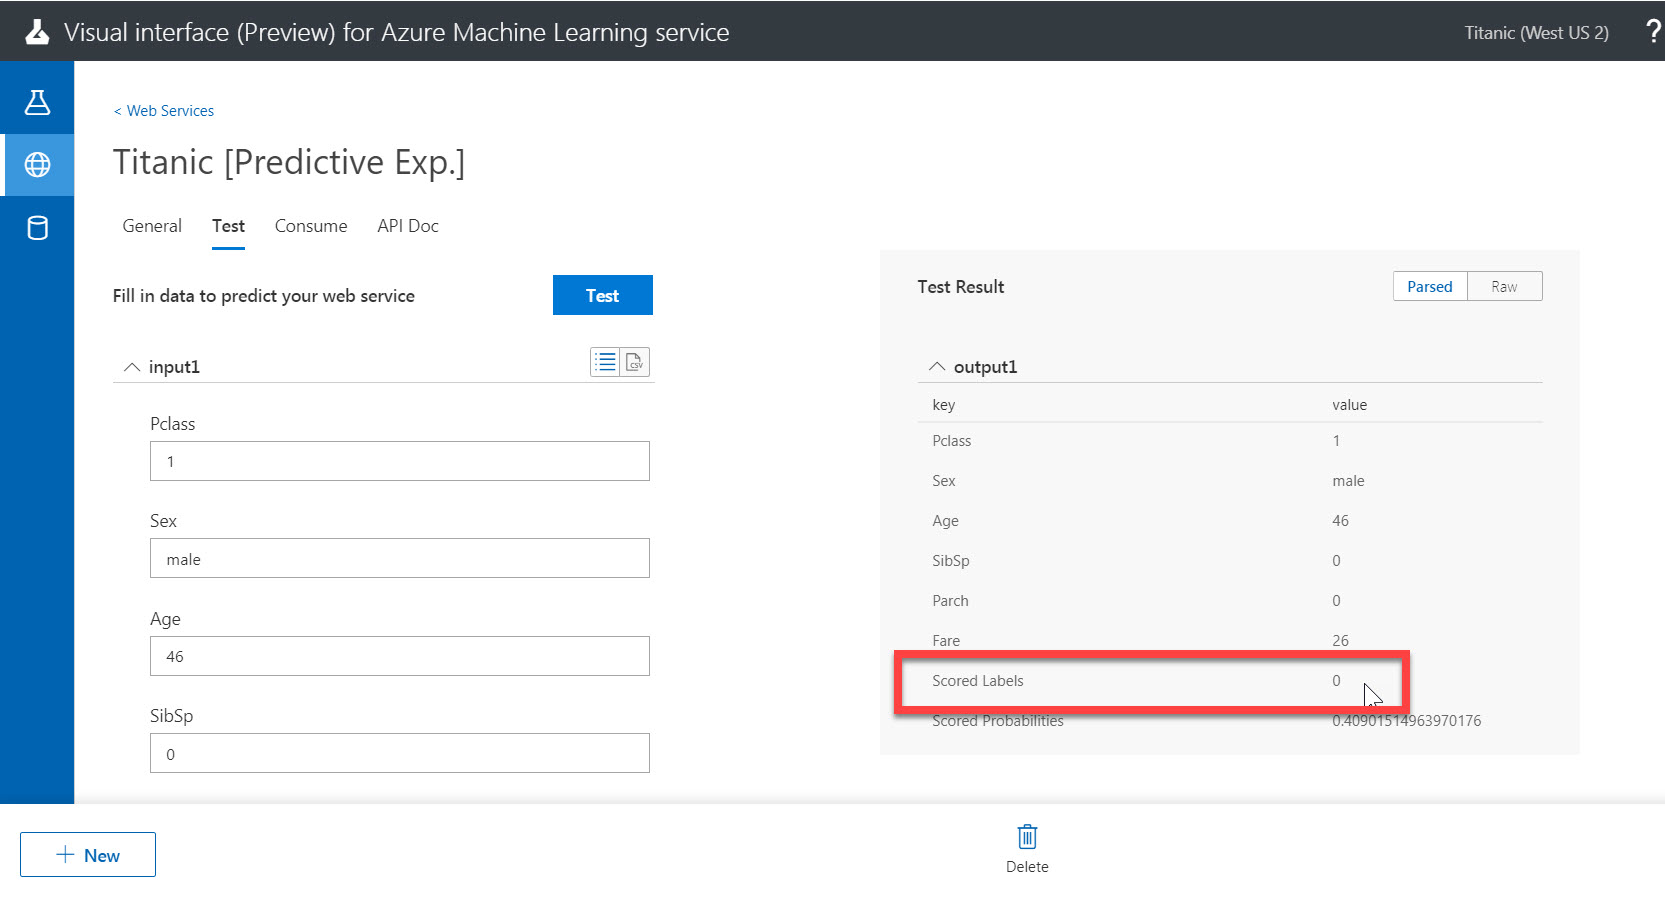 Visual interface (Preview) for Azure Machine Learning service
Titanic (West US 2)
?
< Web Services
Titanic [Predictive Exp.]
General Test Consume API Doc
Fill in data to predict your web service
Test
input1
CSV
Pclass
1
Sex
male
Age
46
SibSp
0
Test Result
Parsed Raw
output1
key value
Pclass 1
Sex male
Age 46
SibSp 0
Parch 0
Fare 26
Scored Labels 0
Scored Probabilities 0.40901514963970176
+ New
Delete